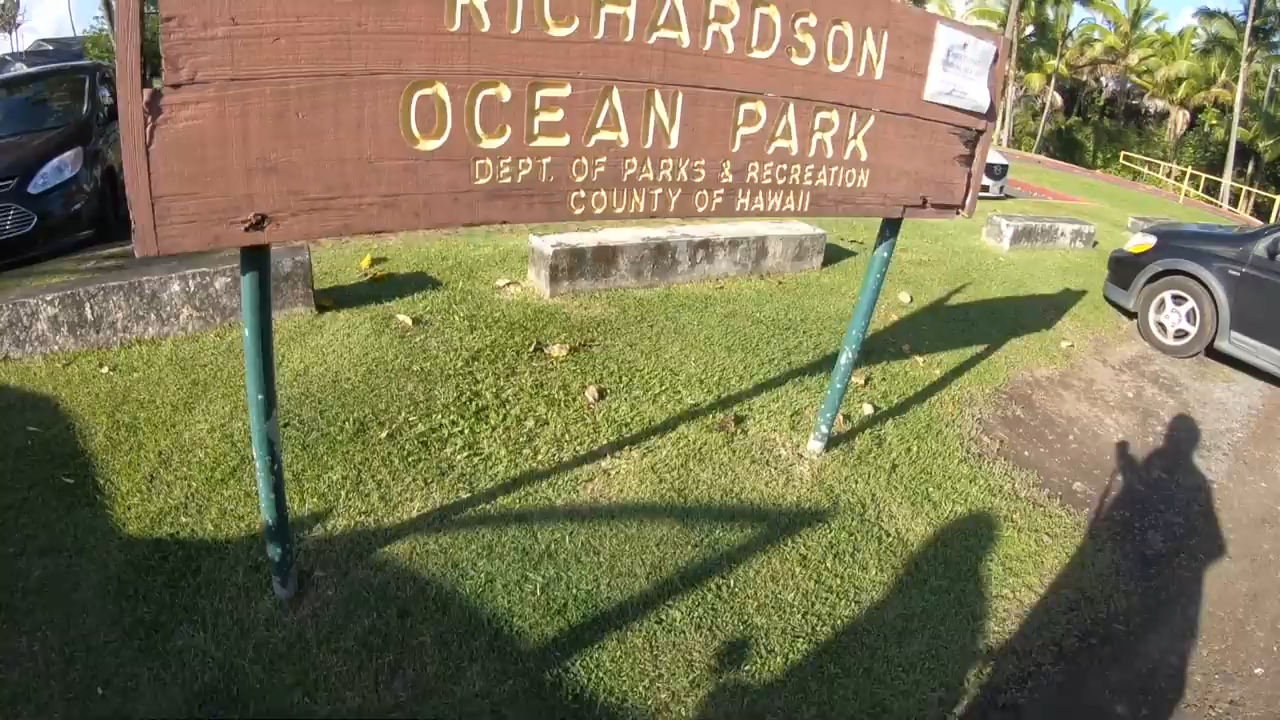 RICHARDSON
OCEAN PARK
DEPT. OF PARKS & RECREATION
COUNTY OF HAWAII